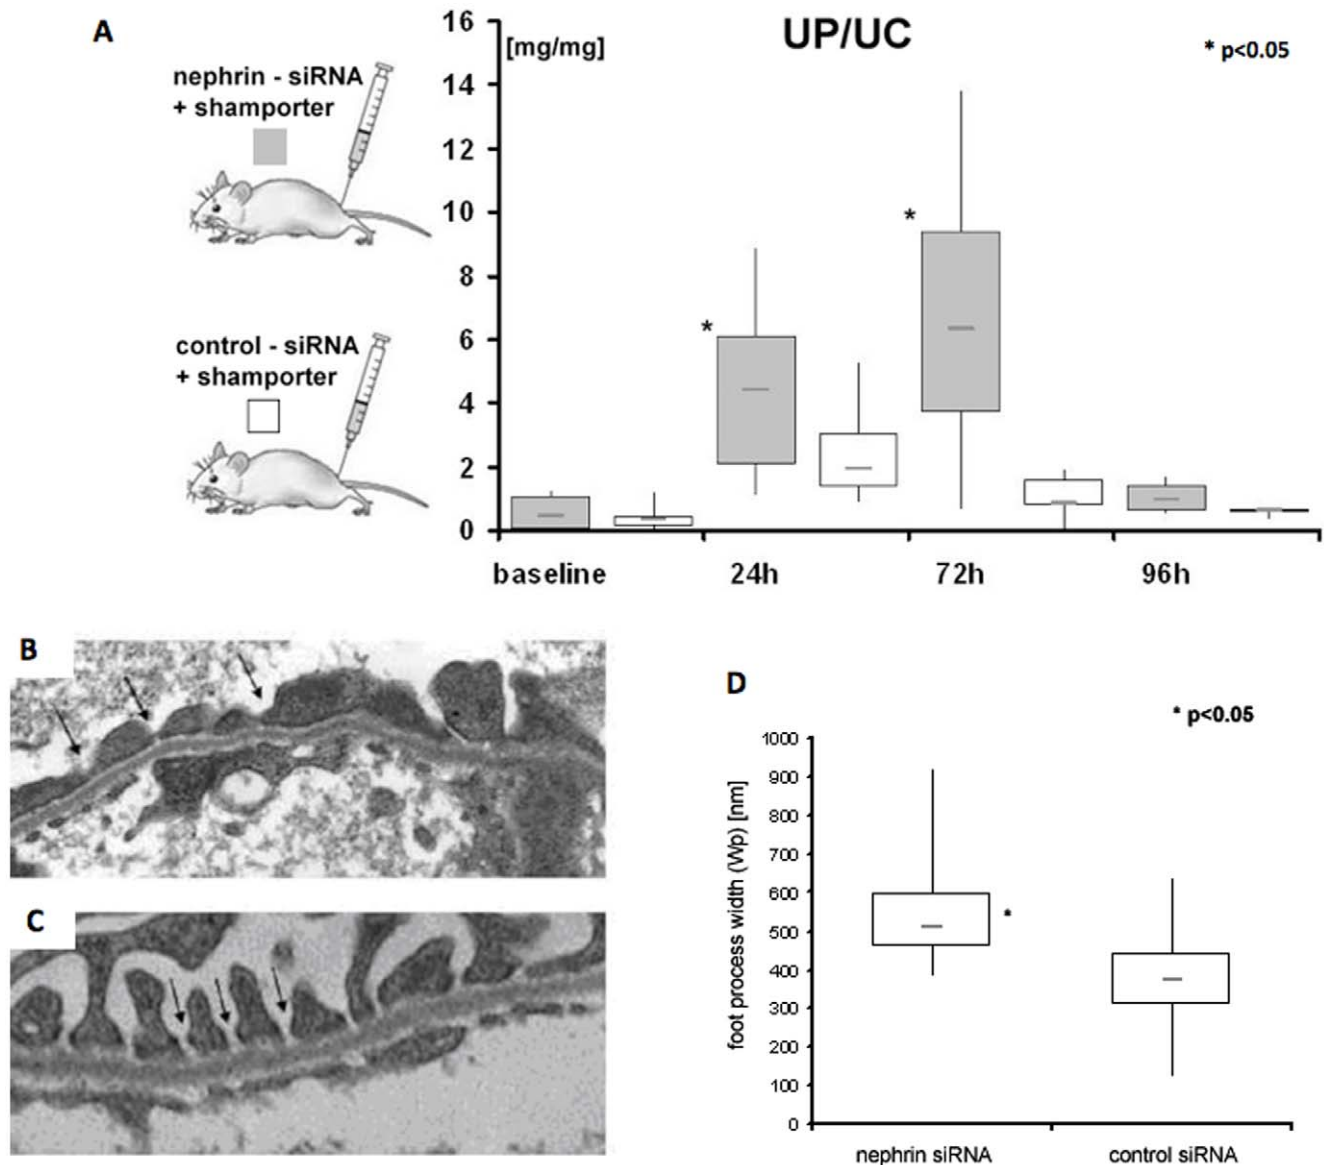 A
nephrin - siRNA
+ shamporter
control - siRNA
+ shamporter
UP/UC
[mg/mg]
* p<0.05
16
14
12
10
8
6
4
2
0
*
*
baseline
24h
72h
96h
B
C
D
* p<0.05
foot process width (Wp) [nm]
1000
900
800
700
600
500
400
300
200
100
0
*
nephrin siRNA
control siRNA